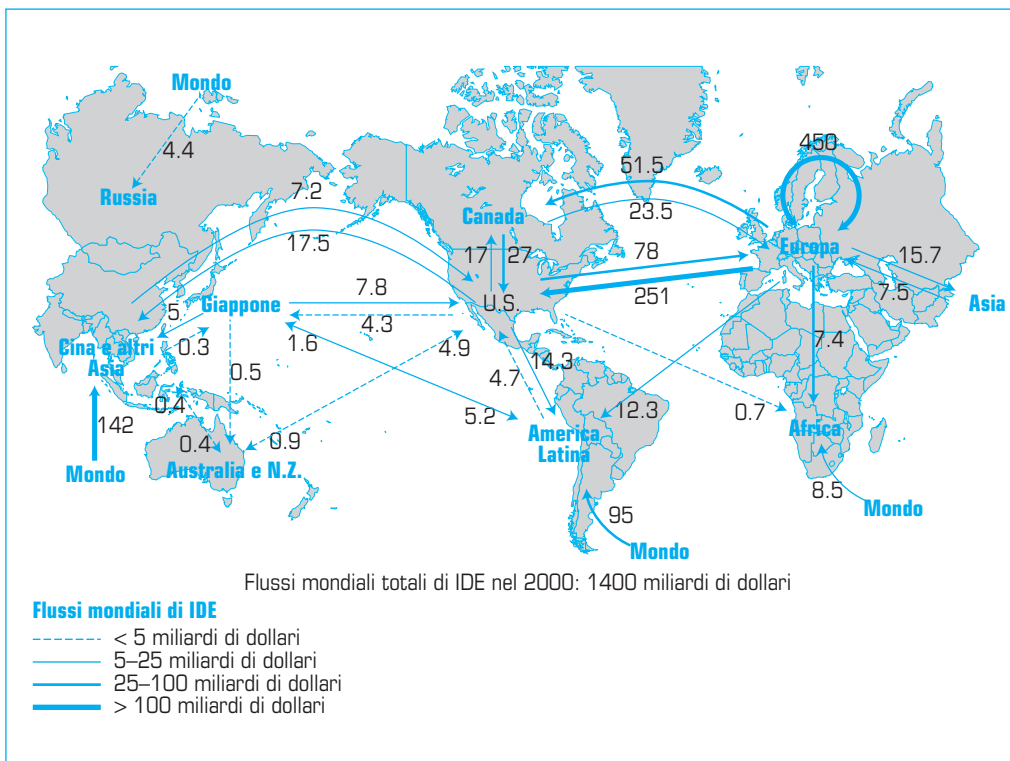 Mondo
4.4
Russia
7.2
17.5
Canada
17
27
U.S.
51.5
23.5
78
251
450
Europa
15.7
7.5
Asia
5
Giappone
7.8
4.3
1.6
4.9
Cina e altri
Asia
0.3
0.5
0.4
142
Mondo
0.4
Australia e N.Z.
0.9
5.2
4.7
14.3
America
Latina
12.3
7.4
0.7
Africa
8.5
Mondo
95
Mondo
Flussi mondiali totali di IDE nel 2000: 1400 miliardi di dollari
Flussi mondiali di IDE
< 5 miliardi di dollari
5–25 miliardi di dollari
25–100 miliardi di dollari
> 100 miliardi di dollari